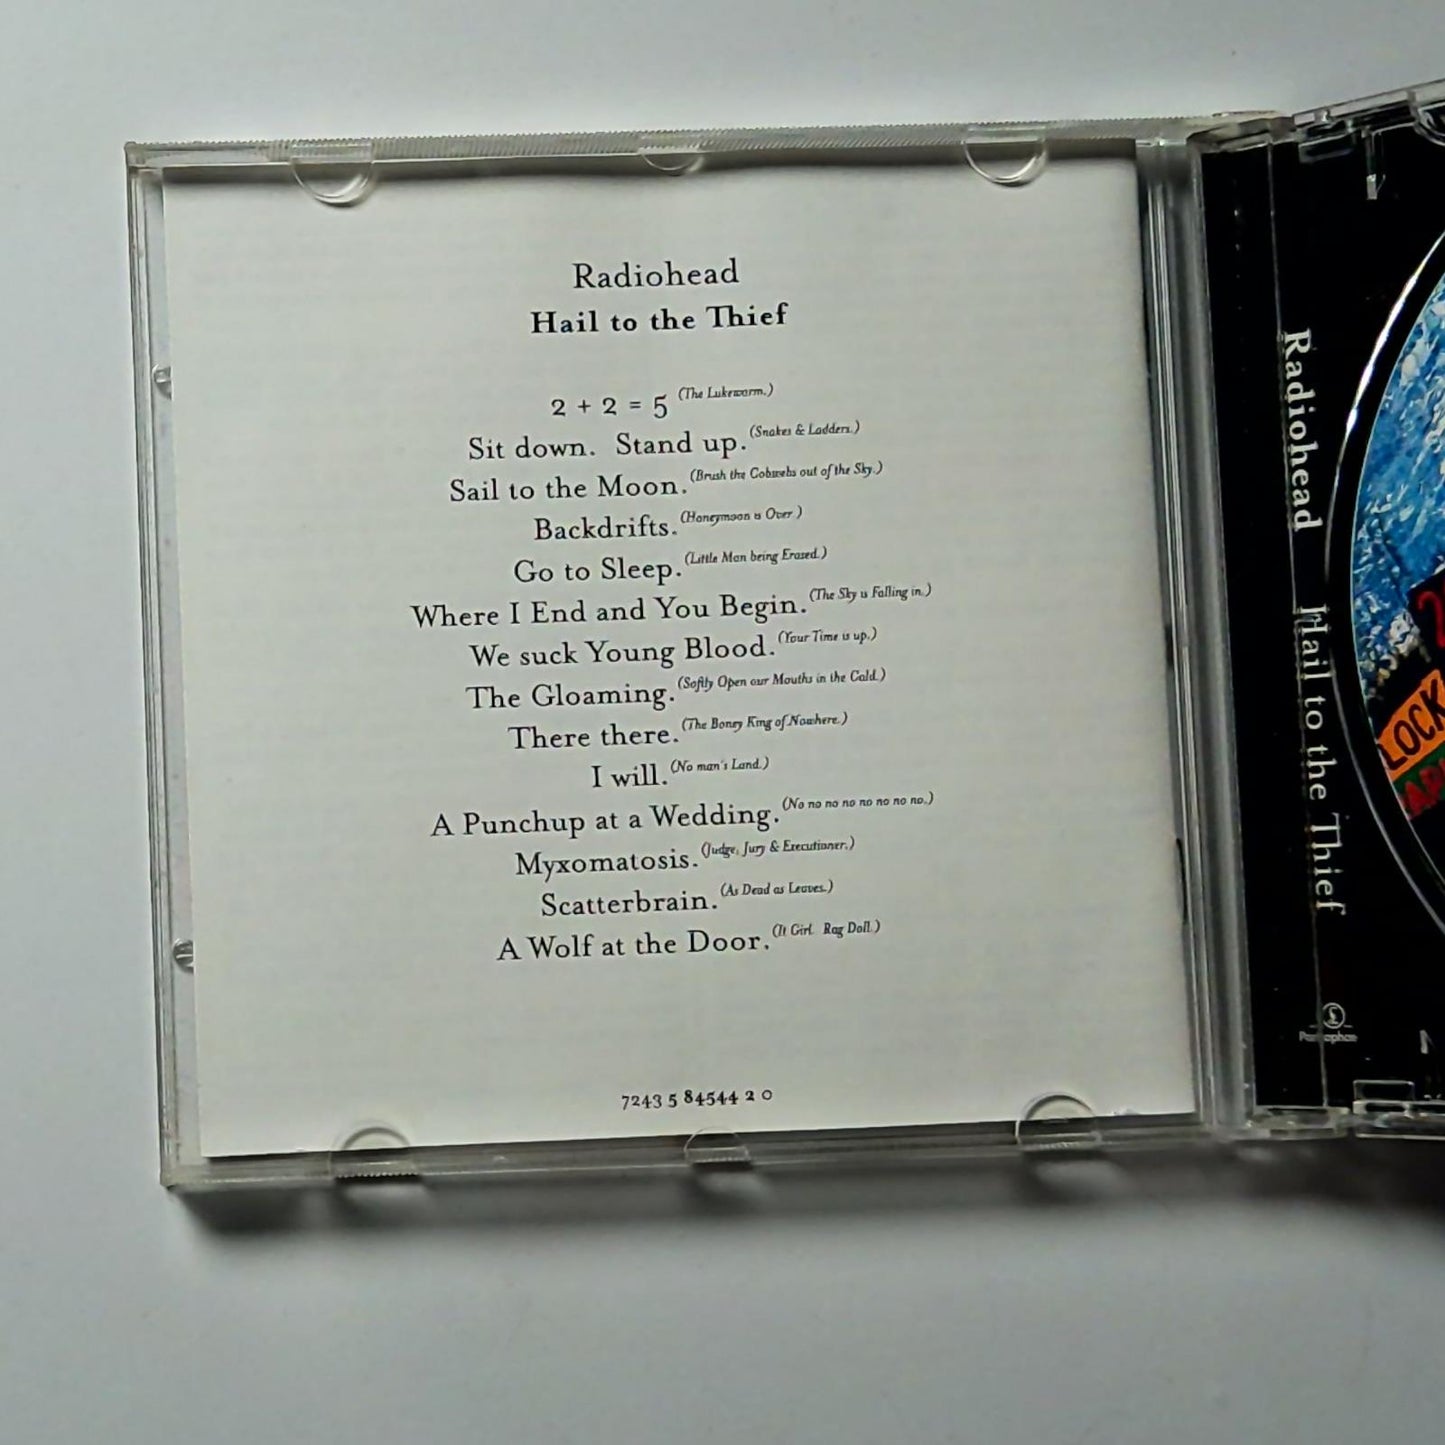 Radiohead
Hail to the Thief
2 + 2 = 5 (The Lukewarm.)
Sit down. Stand up. (Snakes & Ladders.)
Sail to the Moon. (Brush the Cobwebs out of the Sky.)
Backdrifts. (Honeymoon is Over.)
Go to Sleep. (Little Man being Erased.)
Where I End and You Begin. (The Sky is Falling in.)
We suck Young Blood. (Your Time is up.)
The Gloaming. (Softly Open our Mouths in the Cold.)
There there. (The Boney King of Nowhere.)
I will. (No man's Land.)
A Punchup at a Wedding. (No no no no no no no no.)
Myxomatosis. (Judge, Jury & Executioner.)
Scatterbrain. (As Dead as Leaves.)
A Wolf at the Door. (It Girl. Rag Doll.)
7243 5 84544 2 0
Radiohead Hail to the Thief
Parlophone
LOCK